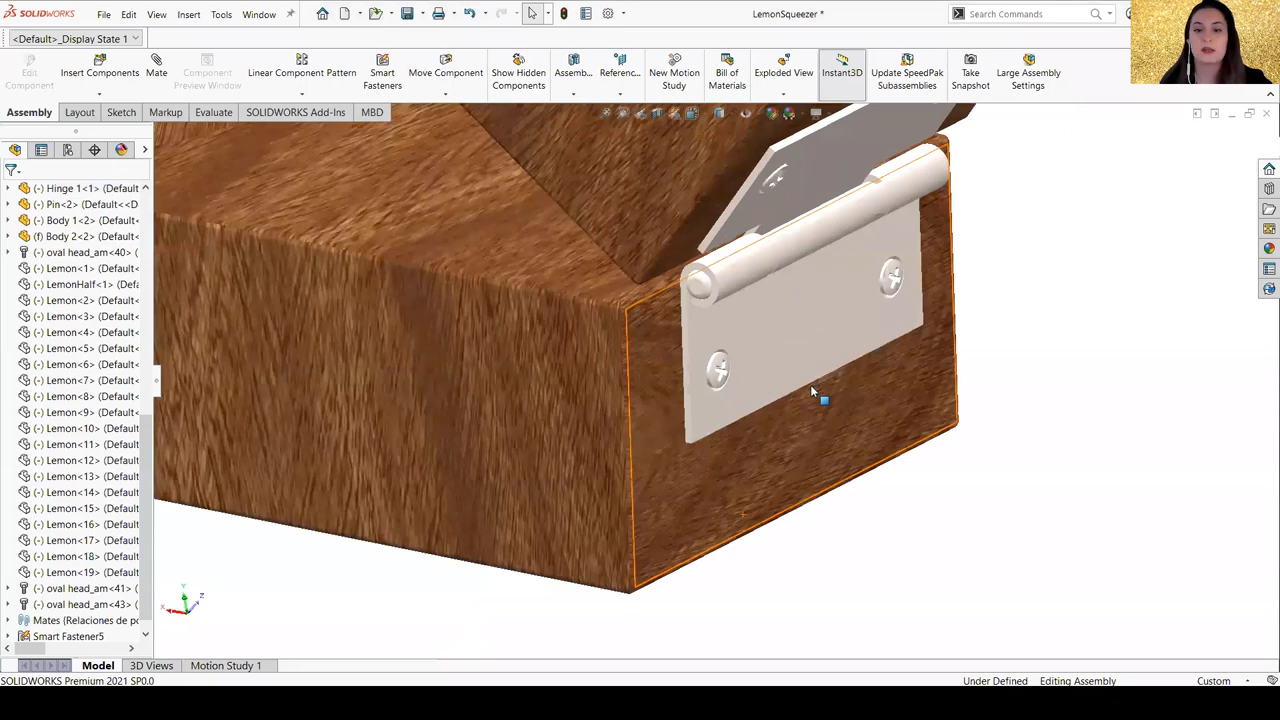 SOLIDWORKS File Edit View Insert Tools Window LemonSqueezer * Search Commands
<Default>_Display State 1
Edit Component
Insert Components
Mate
Component Preview Window
Linear Component Pattern
Smart Fasteners
Move Component
Show Hidden Components
Assemb...
Referenc...
New Motion Study
Bill of Materials
Exploded View
Instant3D
Update SpeedPak Subassemblies
Take Snapshot
Large Assembly Settings
Assembly Layout Sketch Markup Evaluate SOLIDWORKS Add-Ins MBD
(-) Hinge 1<1> (Default
(-) Pin<2> (Default<<D
(-) Body 1<2> (Default
(f) Body 2<2> (Default
(-) oval head_am<40>
(-) Lemon<1> (Default
(-) LemonHalf<1> (Defa
(-) Lemon<2> (Default
(-) Lemon<3> (Default
(-) Lemon<4> (Default
(-) Lemon<5> (Default
(-) Lemon<6> (Default
(-) Lemon<7> (Default
(-) Lemon<8> (Default
(-) Lemon<9> (Default
(-) Lemon<10> (Default
(-) Lemon<11> (Default
(-) Lemon<12> (Default
(-) Lemon<13> (Default
(-) Lemon<14> (Default
(-) Lemon<15> (Default
(-) Lemon<16> (Default
(-) Lemon<17> (Default
(-) Lemon<18> (Default
(-) Lemon<19> (Default
(-) oval head_am<41> (
(-) oval head_am<43> (
Mates (Relaciones de po
Smart Fastener5
Y
X
Z
Model 3D Views Motion Study 1
SOLIDWORKS Premium 2021 SP0.0 Under Defined Editing Assembly Custom